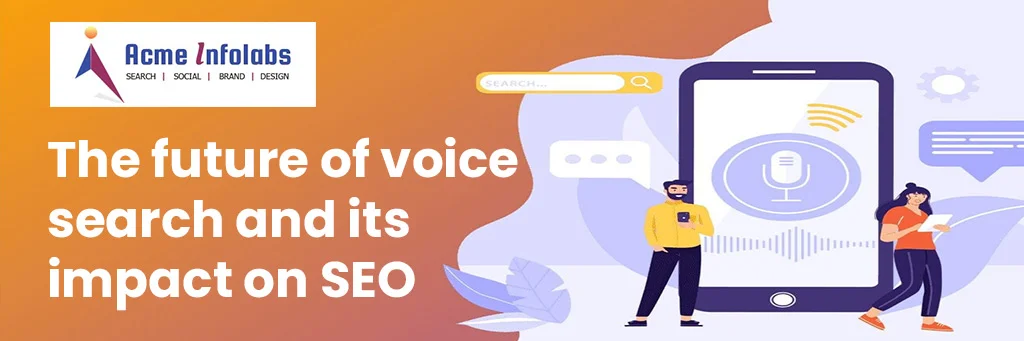 Acme Infolabs
SEARCH | SOCIAL | BRAND | DESIGN
The future of voice
search and its
impact on SEO
SEARCH...